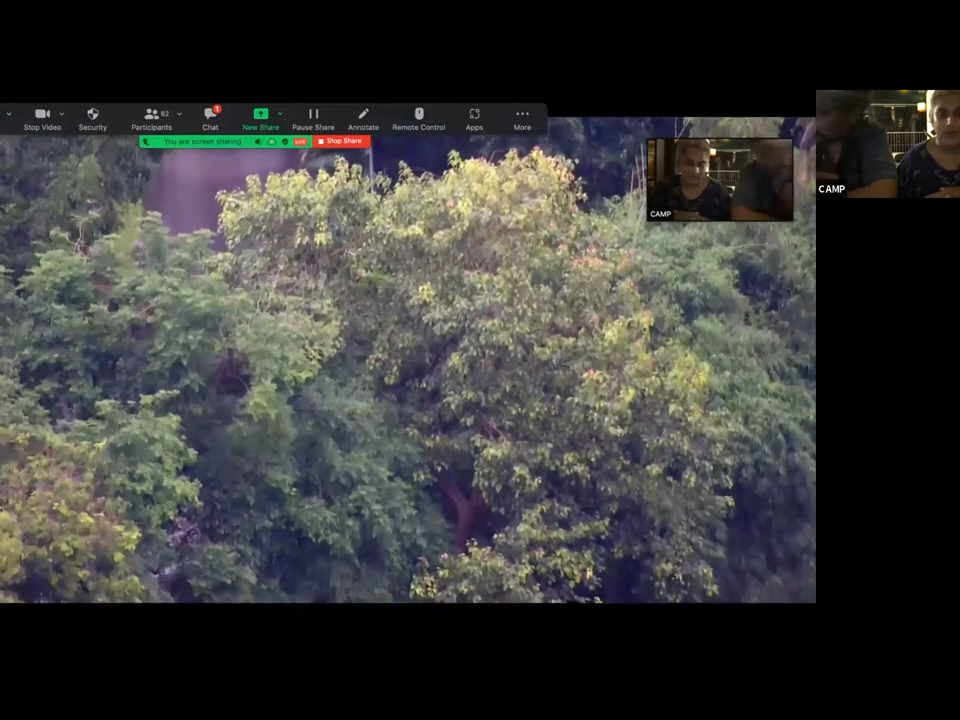 Stop Video
Security
Participants
62
Chat
1
New Share
Pause Share
Annotate
Remote Control
Apps
More
You are screen sharing
LIVE
Stop Share
CAMP
CAMP